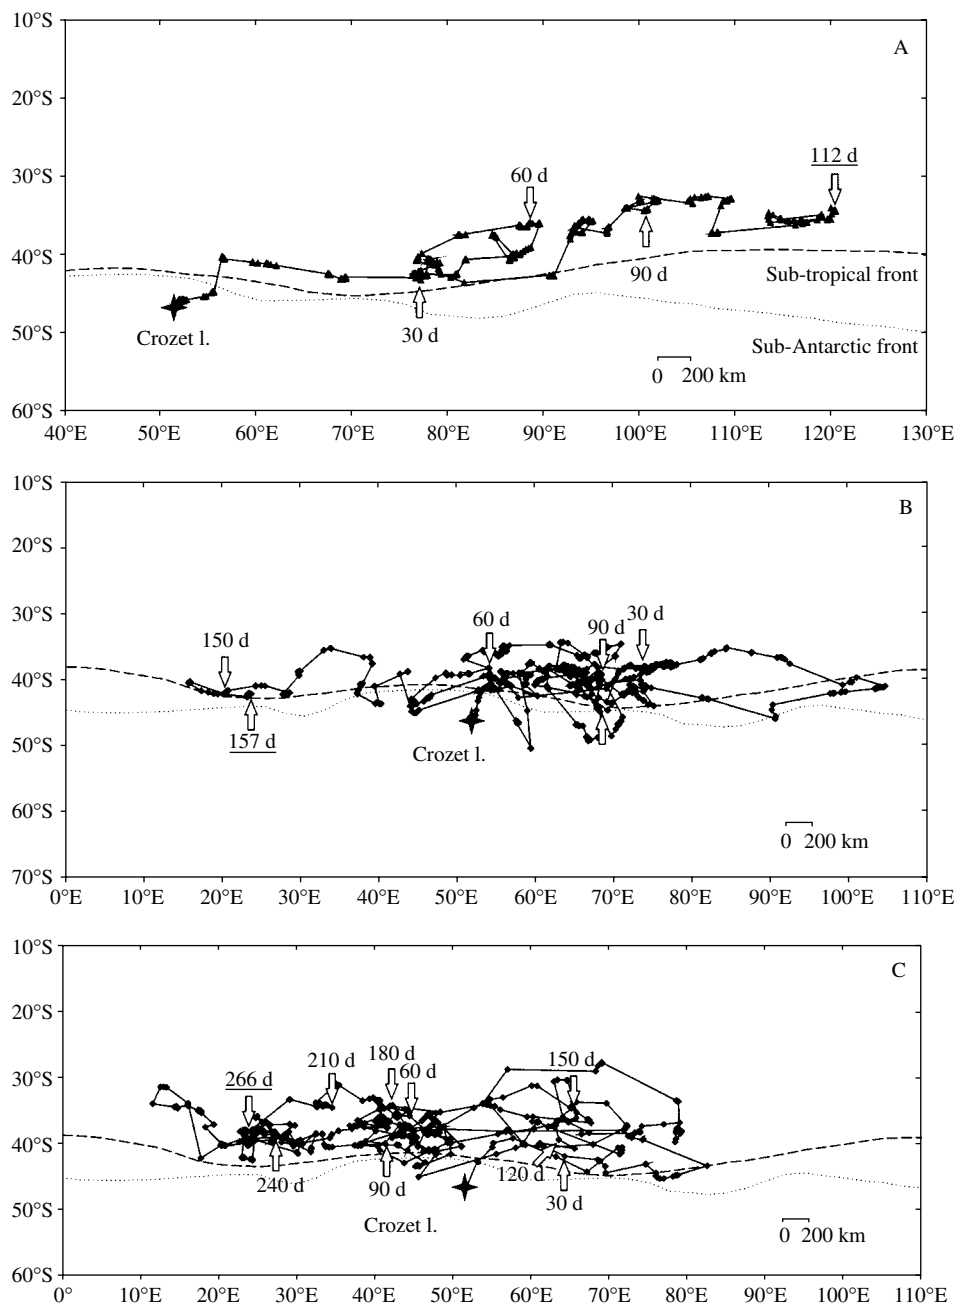 10°S
A
20°S
30°S
112 d
60 d
40°S
90 d
Sub-tropical front
30 d
Crozet l.
50°S
Sub-Antarctic front
0 200 km
60°S
40°E 50°E 60°E 70°E 80°E 90°E 100°E 110°E 120°E 130°E
10°S
B
20°S
30°S
60 d 90 d 30 d
150 d
40°S
157 d
50°S
Crozet l.
60°S
0 200 km
70°S
0°E 10°E 20°E 30°E 40°E 50°E 60°E 70°E 80°E 90°E 100°E 110°E
10°S
C
20°S
30°S
210 d 180 d 60 d 150 d
266 d
40°S
240 d 90 d 120 d 30 d
50°S
Crozet l.
0 200 km
60°S
0° 10°E 20°E 30°E 40°E 50°E 60°E 70°E 80°E 90°E 100°E 110°E